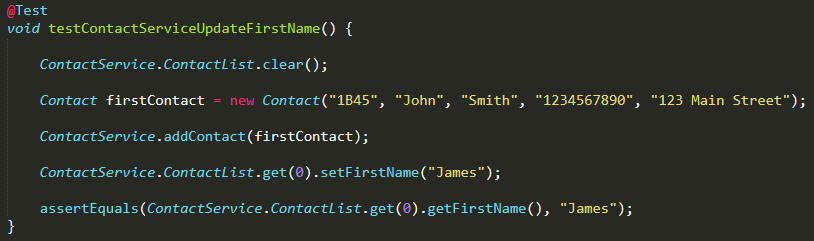 @Test
void testContactServiceUpdateFirstName() {
ContactService.ContactList.clear();
Contact firstContact = new Contact("1B45", "John", "Smith", "1234567890", "123 Main Street");
ContactService.addContact(firstContact);
ContactService.ContactList.get(0).setFirstName("James");
assertEquals(ContactService.ContactList.get(0).getFirstName(), "James");
}